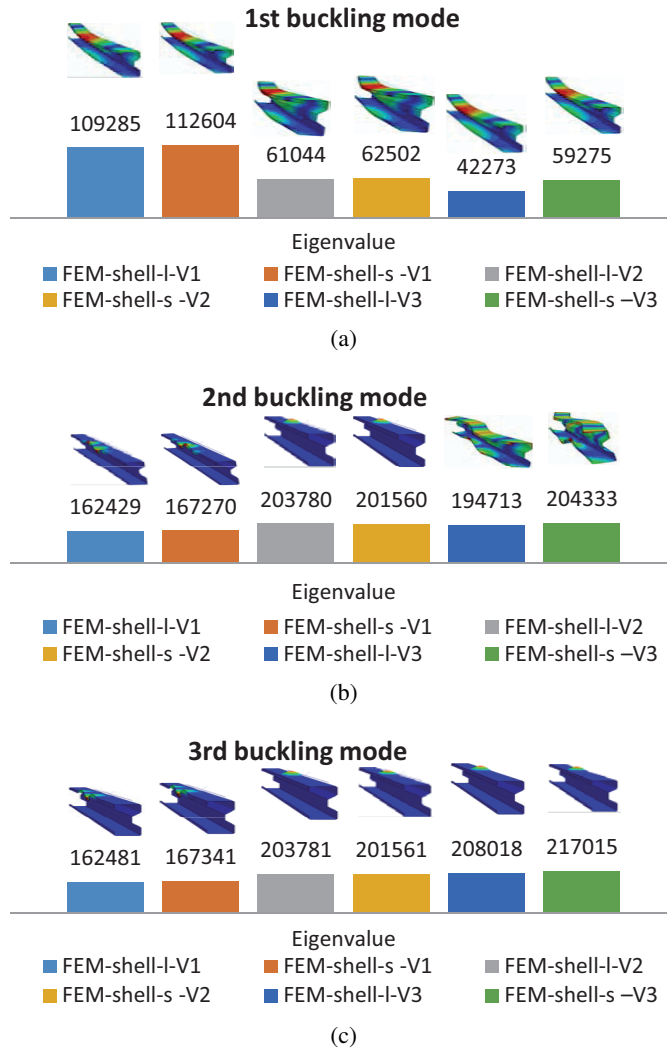 1st buckling mode
109285 112604 61044 62502 42273 59275
Eigenvalue
FEM-shell-l-V1 FEM-shell-s -V1 FEM-shell-l-V2
FEM-shell-s -V2 FEM-shell-l-V3 FEM-shell-s –V3
(a)
2nd buckling mode
162429 167270 203780 201560 194713 204333
Eigenvalue
FEM-shell-l-V1 FEM-shell-s -V1 FEM-shell-l-V2
FEM-shell-s -V2 FEM-shell-l-V3 FEM-shell-s –V3
(b)
3rd buckling mode
162481 167341 203781 201561 208018 217015
Eigenvalue
FEM-shell-l-V1 FEM-shell-s -V1 FEM-shell-l-V2
FEM-shell-s -V2 FEM-shell-l-V3 FEM-shell-s –V3
(c)